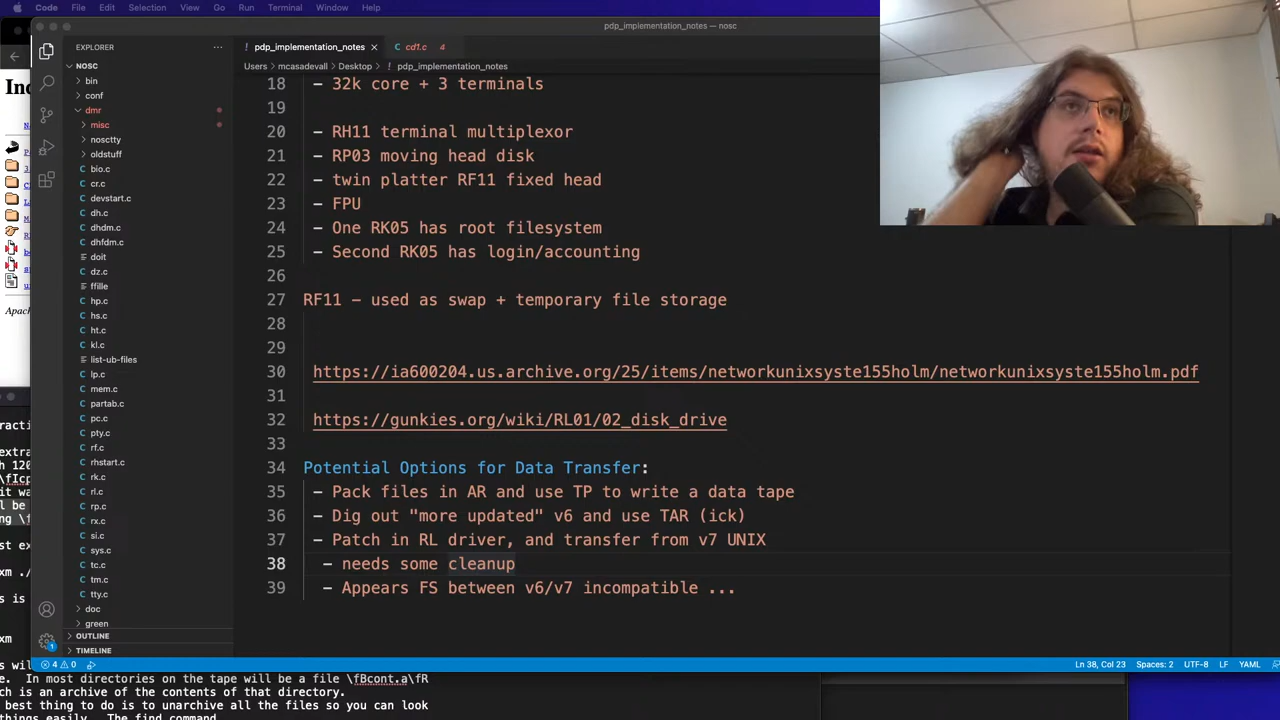 Code File Edit Selection View Go Run Terminal Window Help
pdp_implementation_notes — nosc
EXPLORER
NOSC
bin
conf
dmr
misc
nosctty
oldstuff
bio.c
cr.c
devstart.c
dh.c
dhdm.c
dhfdm.c
doit
dz.c
ffille
hp.c
hs.c
ht.c
kl.c
list-ub-files
lp.c
mem.c
partab.c
pc.c
pty.c
rf.c
rhstart.c
rk.c
rl.c
rp.c
rx.c
si.c
sys.c
tc.c
tm.c
tty.c
doc
green
OUTLINE
TIMELINE
! pdp_implementation_notes × C cd1.c 4
Users > mcasadevall > Desktop > ! pdp_implementation_notes
18 - 32k core + 3 terminals
19
20 - RH11 terminal multiplexor
21 - RP03 moving head disk
22 - twin platter RF11 fixed head
23 - FPU
24 - One RK05 has root filesystem
25 - Second RK05 has login/accounting
26
27 RF11 - used as swap + temporary file storage
28
29
30 https://ia600204.us.archive.org/25/items/networkunixsyste155holm/networkunixsyste155holm.pdf
31
32 https://gunkies.org/wiki/RL01/02_disk_drive
33
34 Potential Options for Data Transfer:
35 - Pack files in AR and use TP to write a data tape
36 - Dig out "more updated" v6 and use TAR (ick)
37 - Patch in RL driver, and transfer from v7 UNIX
38 - needs some cleanup
39 - Appears FS between v6/v7 incompatible ...
4 0
Ln 38, Col 23 Spaces: 2 UTF-8 LF YAML
. In most directories on the tape will be a file \fBcont.a\fR
ch is an archive of the contents of that directory.
best thing to do is to unarchive all the files so you can look
things easily. The find command